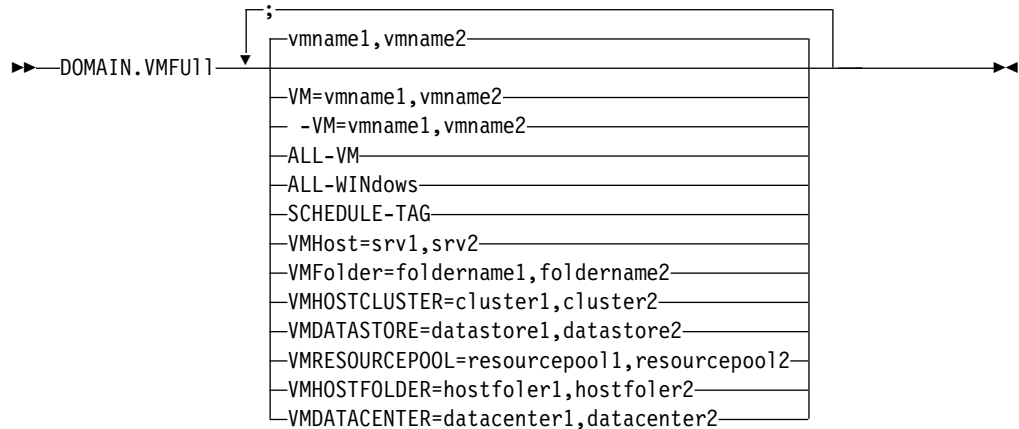 ;
vmname1,vmname2
DOMAIN.VMFUll
VM=vmname1,vmname2
-VM=vmname1,vmname2
ALL-VM
ALL-WINdows
SCHEDULE-TAG
VMHost=srv1,srv2
VMFolder=foldername1,foldername2
VMHOSTCLUSTER=cluster1,cluster2
VMDATASTORE=datastore1,datastore2
VMRESOURCEPOOL=resourcepool1,resourcepool2
VMHOSTFOLDER=hostfoler1,hostfoler2
VMDATACENTER=datacenter1,datacenter2